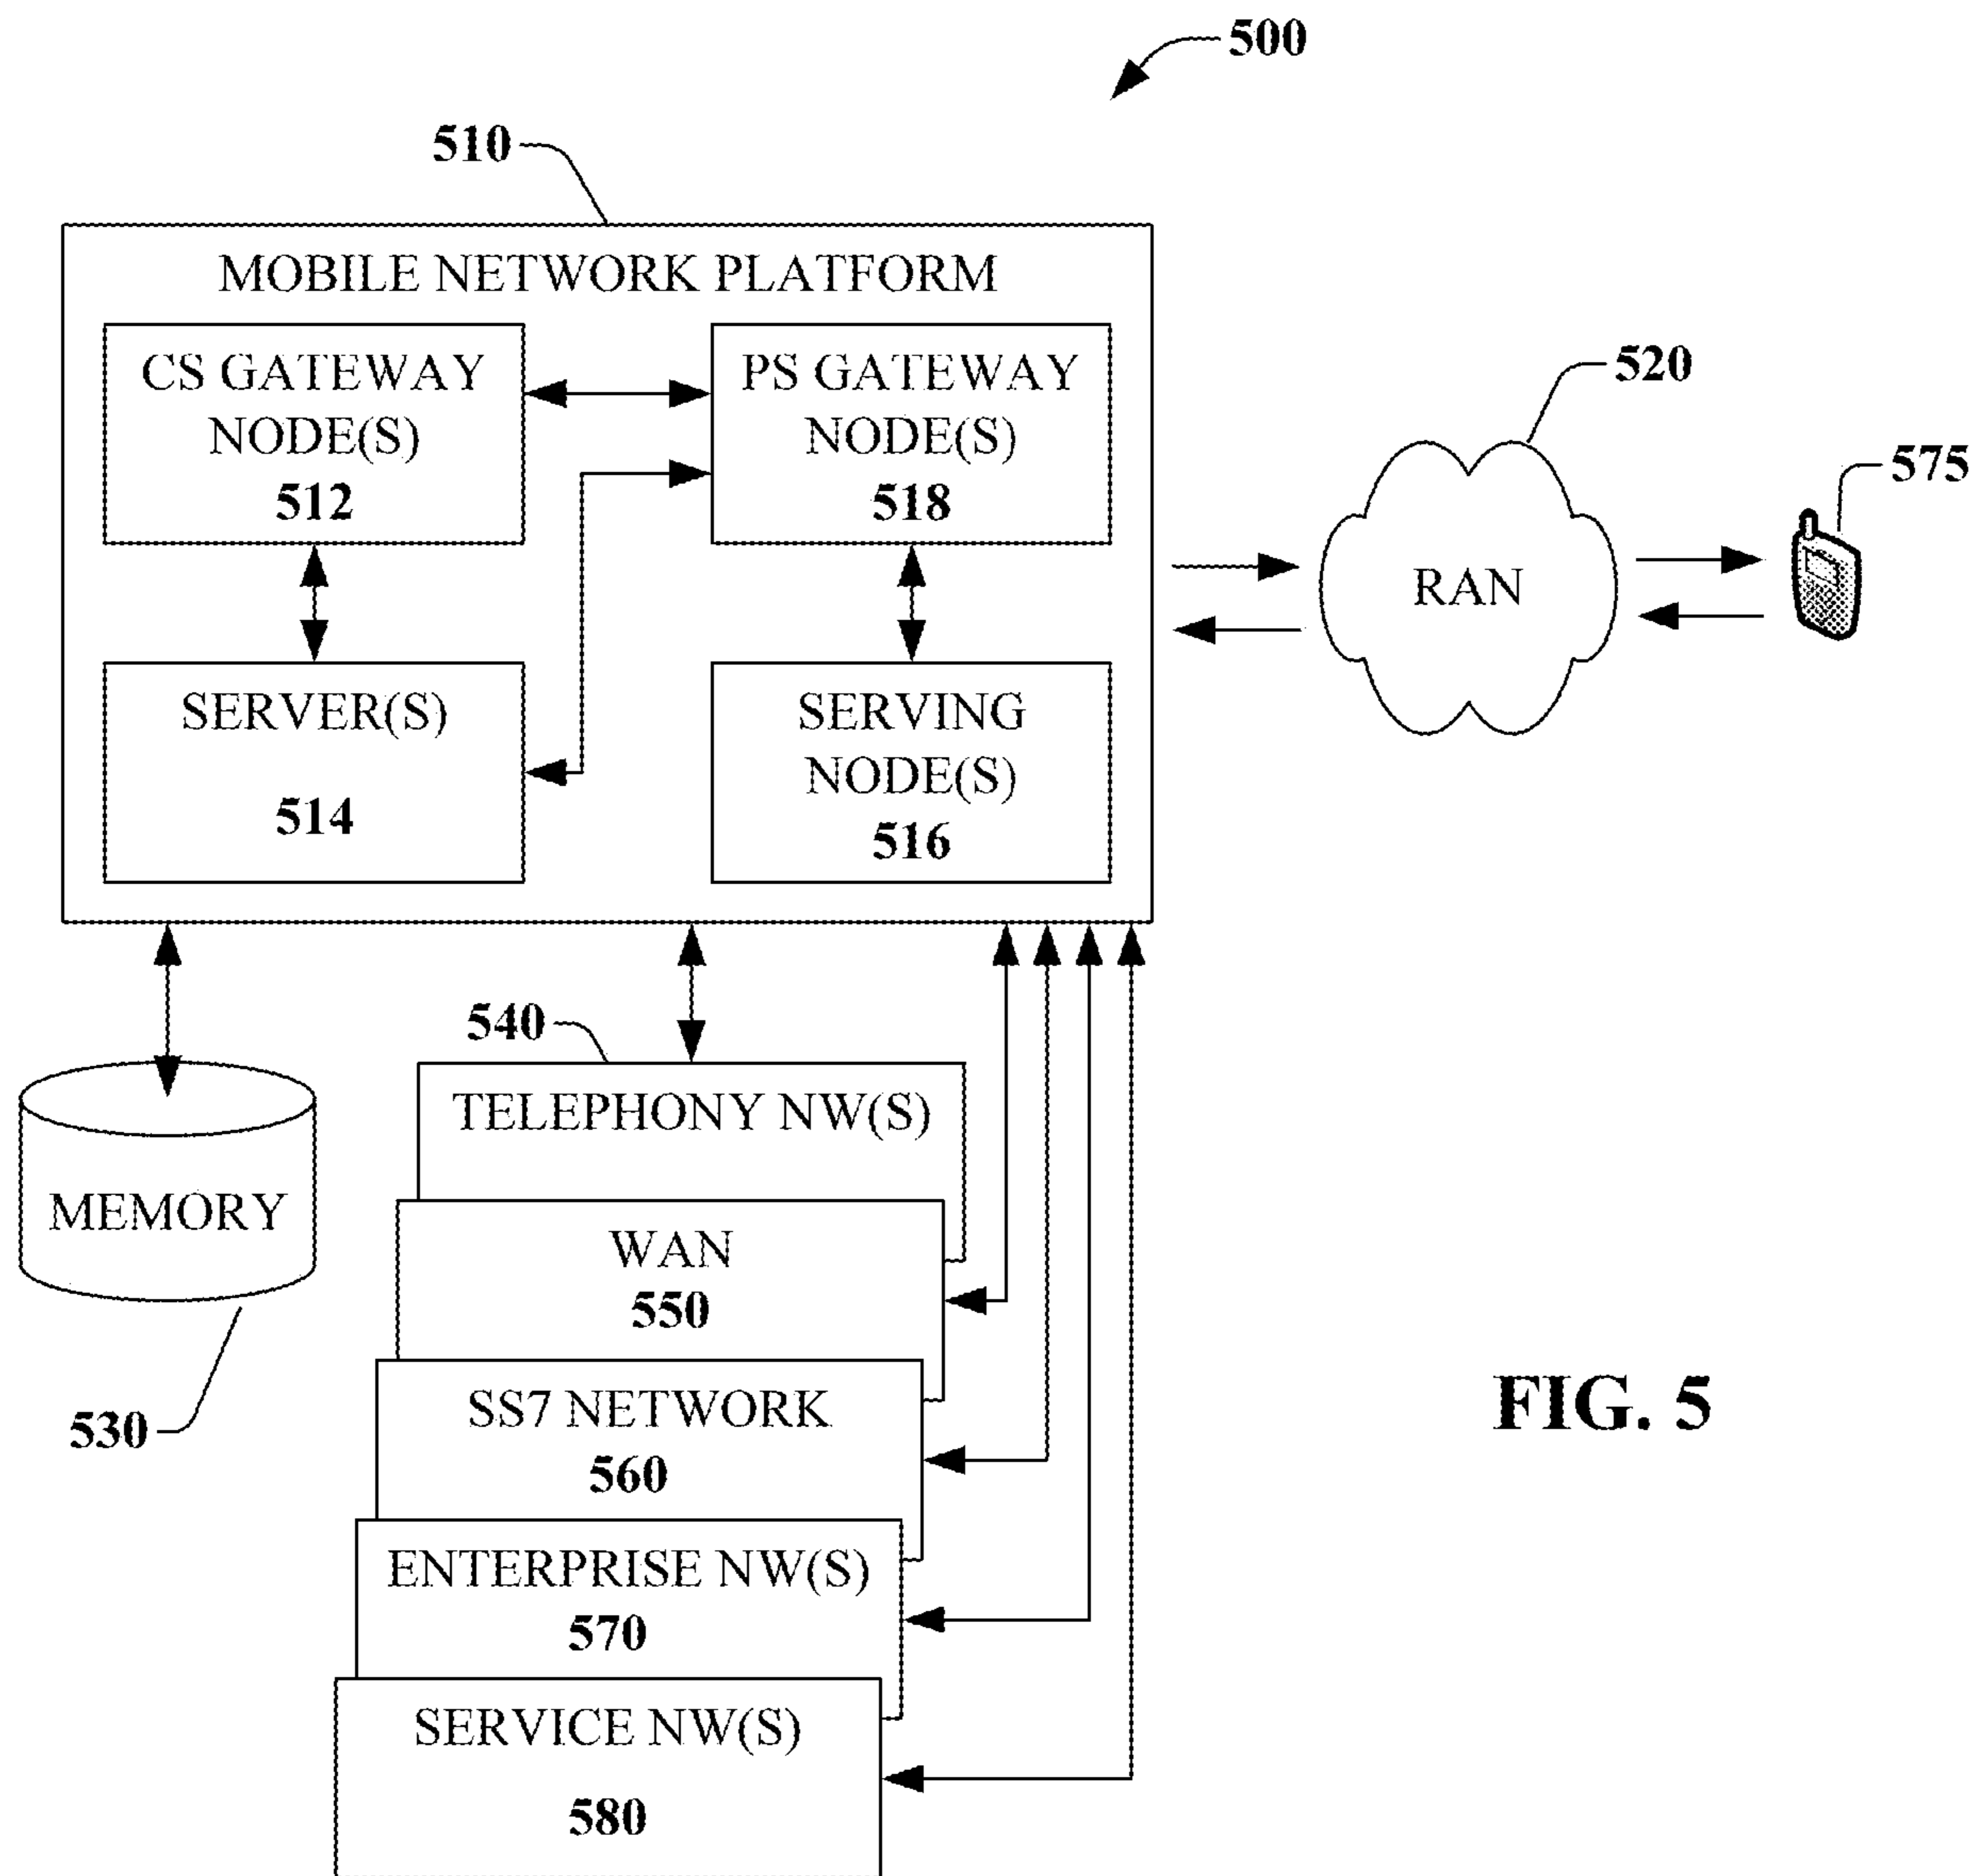 500
510
MOBILE NETWORK PLATFORM
CS GATEWAY
NODE(S)
512
PS GATEWAY
NODE(S)
518
SERVER(S)
514
SERVING
NODE(S)
516
520
RAN
575
540
TELEPHONY NW(S)
MEMORY
530
WAN
550
SS7 NETWORK
560
ENTERPRISE NW(S)
570
SERVICE NW(S)
580
FIG. 5